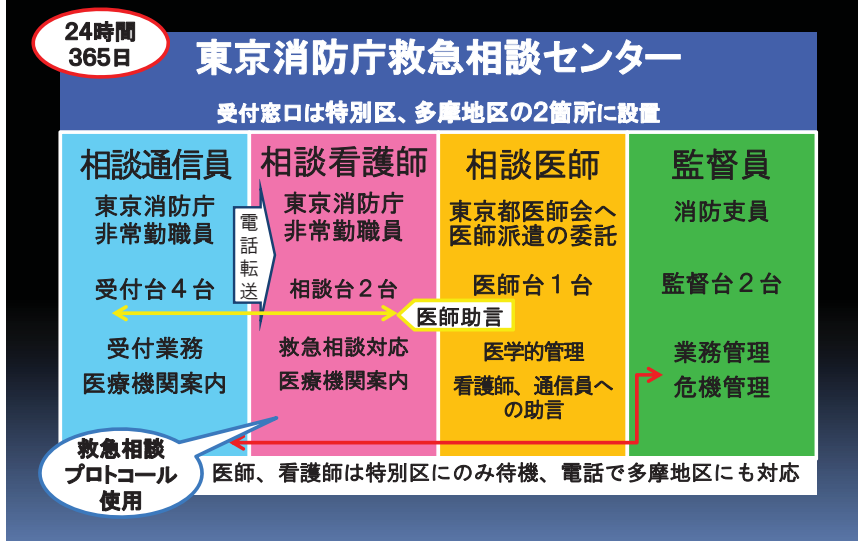 24時間
365日
東京消防庁救急相談センター
受付窓口は特別区、多摩地区の2箇所に設置
相談通信員
東京消防庁
非常勤職員
受付台4台
受付業務
医療機関案内
電話転送
相談看護師
東京消防庁
非常勤職員
相談台2台
救急相談対応
医療機関案内
医師助言
相談医師
東京都医師会へ
医師派遣の委託
医師台1台
医学的管理
看護師、通信員へ
の助言
監督員
消防吏員
監督台2台
業務管理
危機管理
救急相談
プロトコール
使用
医師、看護師は特別区にのみ待機、電話で多摩地区にも対応